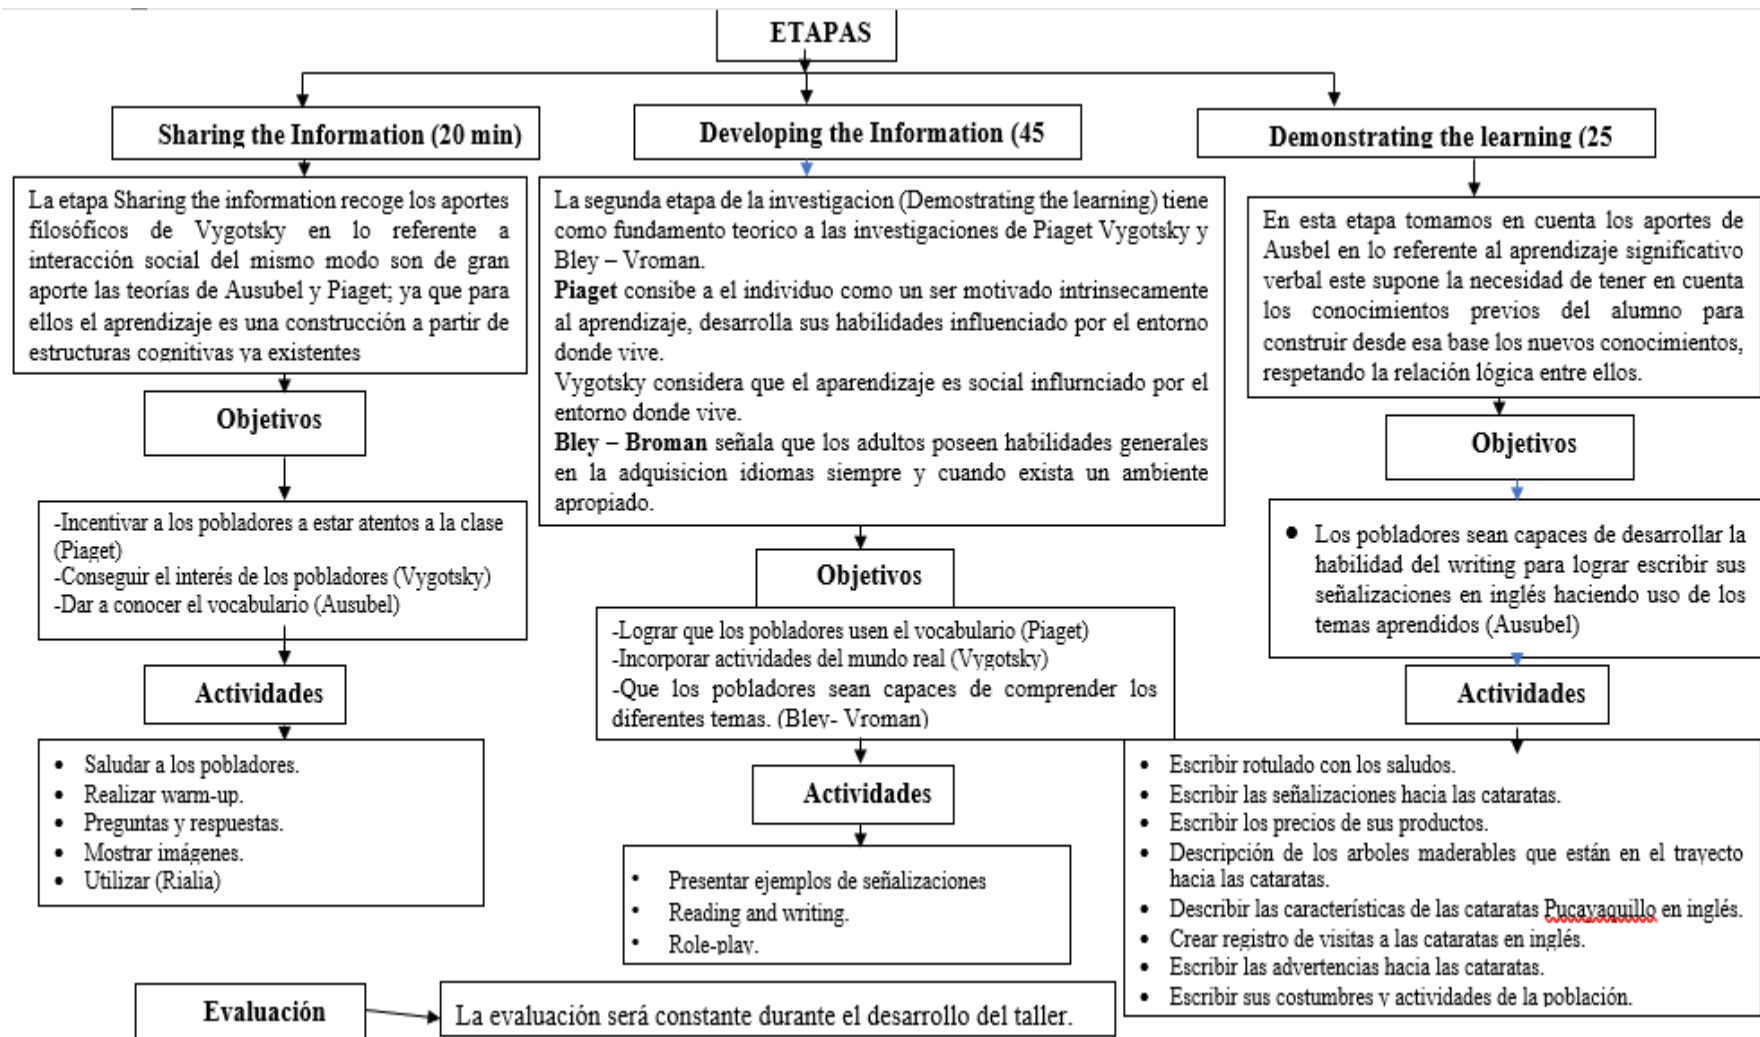 ETAPAS
Sharing the Information (20 min)
La etapa Sharing the information recoge los aportes
filosóficos de Vygotsky en lo referente a
interacción social del mismo modo son de gran
aporte las teorías de Ausubel y Piaget; ya que para
ellos el aprendizaje es una construcción a partir de
estructuras cognitivas ya existentes
Objetivos
-Incentivar a los pobladores a estar atentos a la clase
(Piaget)
-Conseguir el interés de los pobladores (Vygotsky)
-Dar a conocer el vocabulario (Ausubel)
Actividades
• Saludar a los pobladores.
• Realizar warm-up.
• Preguntas y respuestas.
• Mostrar imágenes.
• Utilizar (Rialia)
Developing the Information (45
La segunda etapa de la investigacion (Demostrating the learning) tiene
como fundamento teorico a las investigaciones de Piaget Vygotsky y
Bley – Vroman.
Piaget consibe a el individuo como un ser motivado intrinsecamente
al aprendizaje, desarrolla sus habilidades influenciado por el entorno
donde vive.
Vygotsky considera que el aparendizaje es social influrnciado por el
entorno donde vive.
Bley – Broman señala que los adultos poseen habilidades generales
en la adquisicion idiomas siempre y cuando exista un ambiente
apropiado.
Objetivos
-Lograr que los pobladores usen el vocabulario (Piaget)
-Incorporar actividades del mundo real (Vygotsky)
-Que los pobladores sean capaces de comprender los
diferentes temas. (Bley- Vroman)
Actividades
• Presentar ejemplos de señalizaciones
• Reading and writing.
• Role-play.
Demonstrating the learning (25
En esta etapa tomamos en cuenta los aportes de
Ausbel en lo referente al aprendizaje significativo
verbal este supone la necesidad de tener en cuenta
los conocimientos previos del alumno para
construir desde esa base los nuevos conocimientos,
respetando la relación lógica entre ellos.
Objetivos
• Los pobladores sean capaces de desarrollar la
habilidad del writing para lograr escribir sus
señalizaciones en inglés haciendo uso de los
temas aprendidos (Ausubel)
Actividades
• Escribir rotulado con los saludos.
• Escribir las señalizaciones hacia las cataratas.
• Escribir los precios de sus productos.
• Descripción de los arboles maderables que están en el trayecto
hacia las cataratas.
• Describir las características de las cataratas Pucayaquillo en inglés.
• Crear registro de visitas a las cataratas en inglés.
• Escribir las advertencias hacia las cataratas.
• Escribir sus costumbres y actividades de la población.
Evaluación
La evaluación será constante durante el desarrollo del taller.